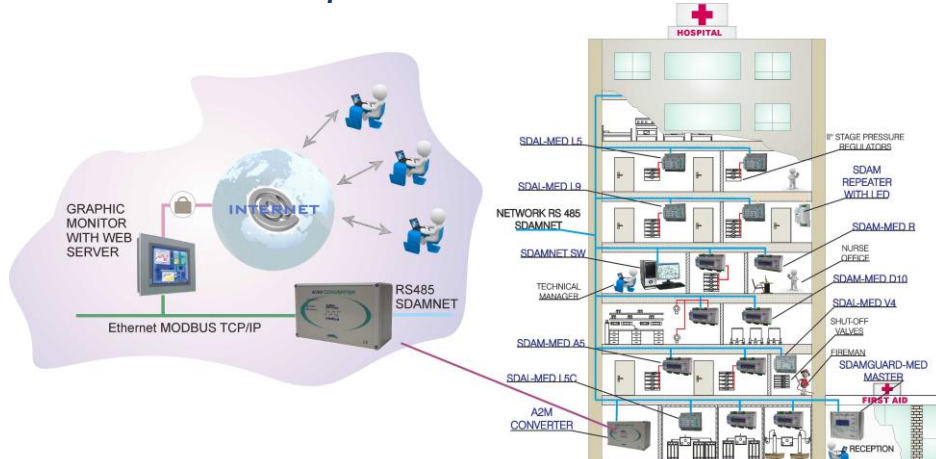 HOSPITAL
GRAPHIC
MONITOR
WITH WEB
SERVER
INTERNET
Ethernet MODBUS TCP/IP
RS485
SDAMNET
A2M CONVERTER
SDAL-MED L5
SDAL-MED L9
NETWORK RS 485
SDAMNET
SDAMNET SW
TECHNICAL
MANAGER
SDAM-MED A5
SDAL-MED L5C
A2M
CONVERTER
II° STAGE PRESSURE
REGULATORS
SDAM
REPEATER
WITH LED
SDAM-MED R
NURSE
OFFICE
SDAM-MED D10
SDAL-MED V4
SHUT-OFF
VALVES
FIREMAN
SDAMGUARD-MED
MASTER
FIRST AID
RECEPTION